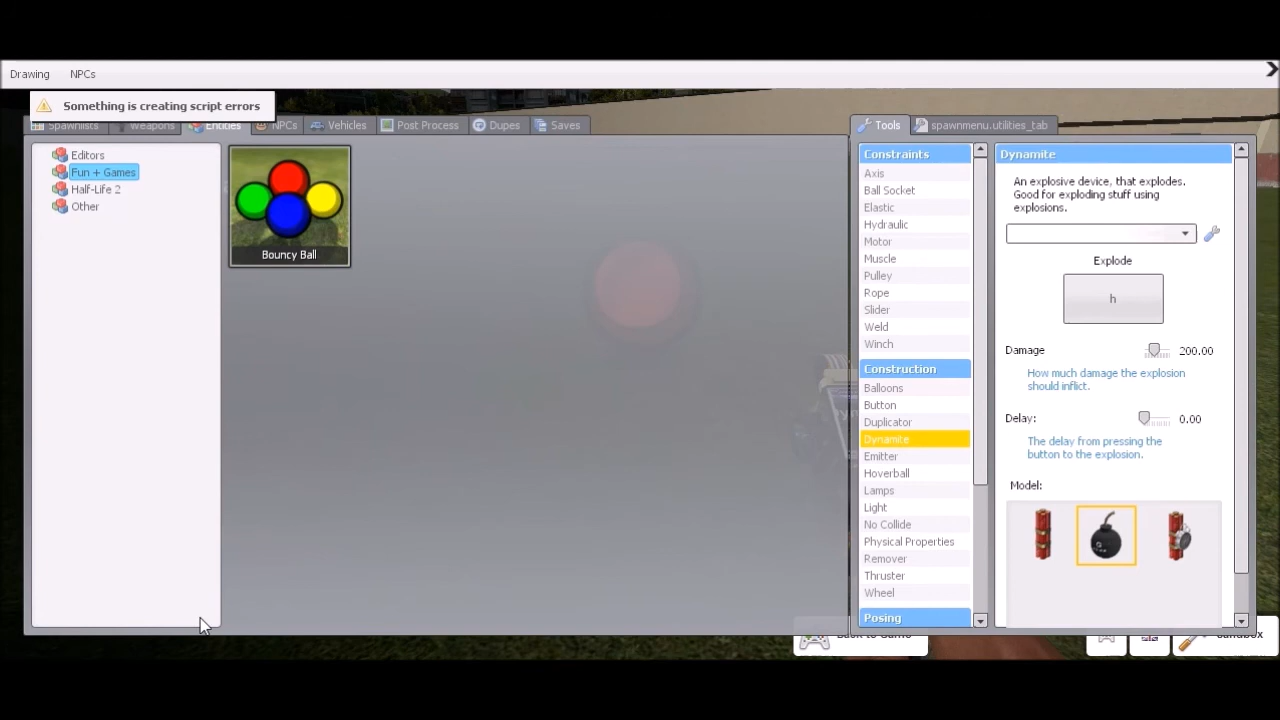 Drawing NPCs
Something is creating script errors
Spawnlists Weapons Entities NPCs Vehicles Post Process Dupes Saves
Tools spawnmenu.utilities_tab
Editors
Fun + Games
Half-Life 2
Other
Bouncy Ball
Constraints
Axis
Ball Socket
Elastic
Hydraulic
Motor
Muscle
Pulley
Rope
Slider
Weld
Winch
Construction
Balloons
Button
Duplicator
Dynamite
Emitter
Hoverball
Lamps
Light
No Collide
Physical Properties
Remover
Thruster
Wheel
Posing
Dynamite
An explosive device, that explodes.
Good for exploding stuff using
explosions.
Explode
h
Damage 200.00
How much damage the explosion
should inflict.
Delay: 0.00
The delay from pressing the
button to the explosion.
Model:
Back to Game
Sandbox